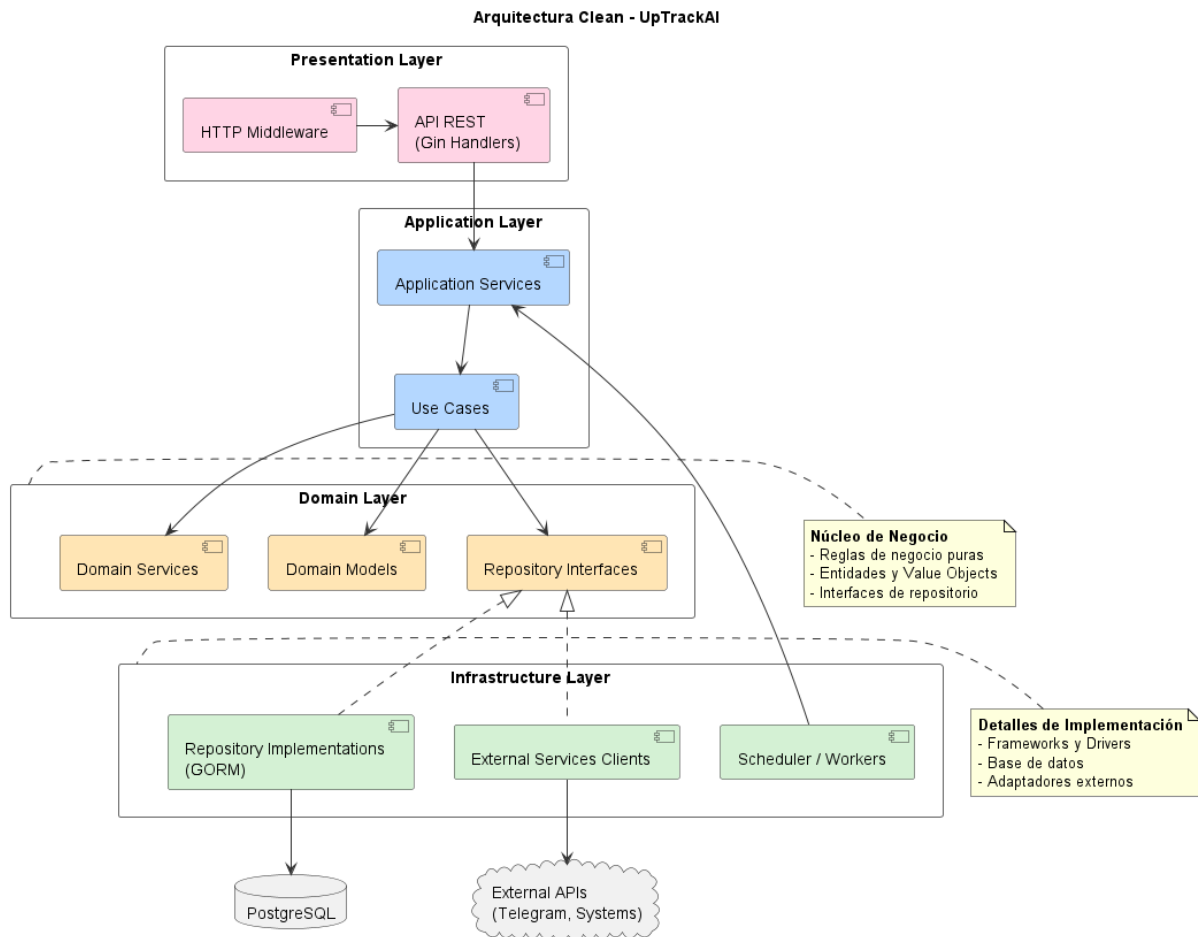 Arquitectura Clean - UpTrackAI
Presentation Layer
HTTP Middleware
API REST
(Gin Handlers)
Application Layer
Application Services
Use Cases
Domain Layer
Domain Services
Domain Models
Repository Interfaces
Núcleo de Negocio
- Reglas de negocio puras
- Entidades y Value Objects
- Interfaces de repositorio
Infrastructure Layer
Repository Implementations
(GORM)
External Services Clients
Scheduler / Workers
Detalles de Implementación
- Frameworks y Drivers
- Base de datos
- Adaptadores externos
PostgreSQL
External APIs
(Telegram, Systems)